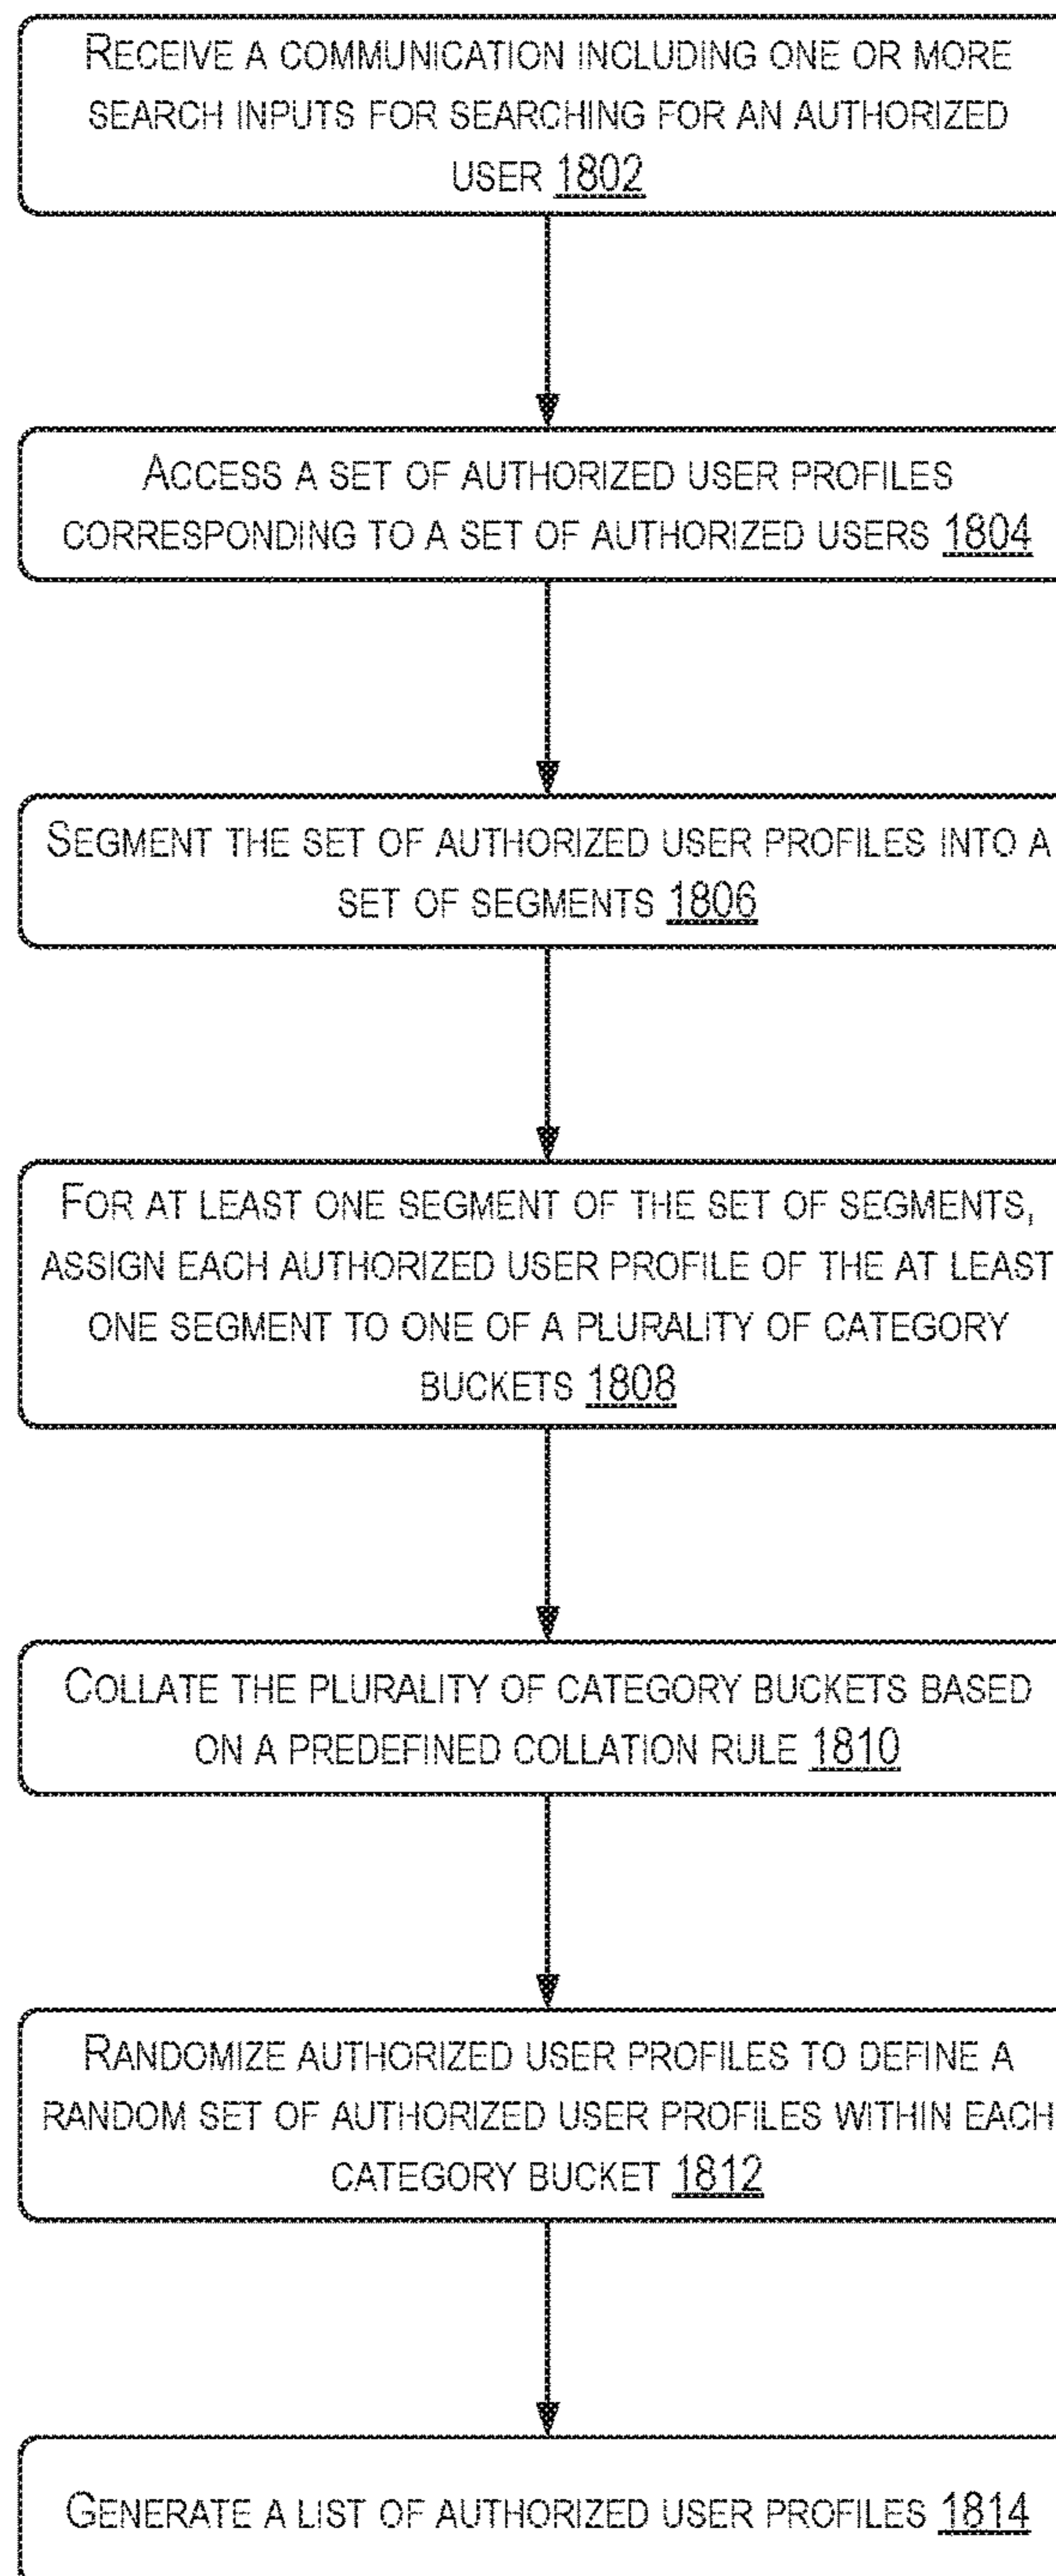 RECEIVE A COMMUNICATION INCLUDING ONE OR MORE
SEARCH INPUTS FOR SEARCHING FOR AN AUTHORIZED
USER 1802
ACCESS A SET OF AUTHORIZED USER PROFILES
CORRESPONDING TO A SET OF AUTHORIZED USERS 1804
SEGMENT THE SET OF AUTHORIZED USER PROFILES INTO A
SET OF SEGMENTS 1806
FOR AT LEAST ONE SEGMENT OF THE SET OF SEGMENTS,
ASSIGN EACH AUTHORIZED USER PROFILE OF THE AT LEAST
ONE SEGMENT TO ONE OF A PLURALITY OF CATEGORY
BUCKETS 1808
COLLATE THE PLURALITY OF CATEGORY BUCKETS BASED
ON A PREDEFINED COLLATION RULE 1810
RANDOMIZE AUTHORIZED USER PROFILES TO DEFINE A
RANDOM SET OF AUTHORIZED USER PROFILES WITHIN EACH
CATEGORY BUCKET 1812
GENERATE A LIST OF AUTHORIZED USER PROFILES 1814